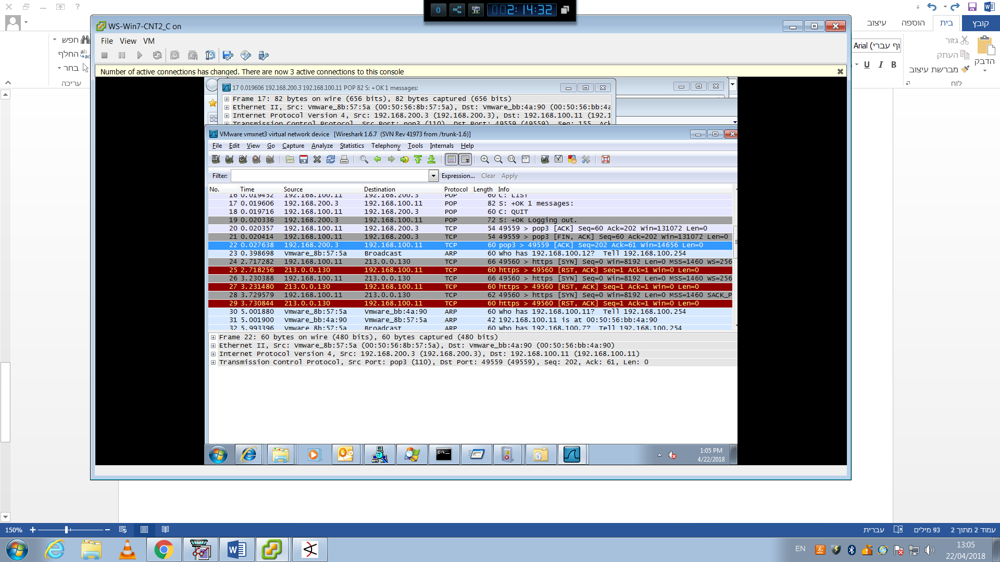 0 002:14:32
קובץ
בית
הוספה
עיצוב
חפש
החלף
בחר
עריכה
גזור
העתק
מברשת עיצוב
הדבק
לוח
Arial (גוף עברי
U I B
WS-Win7-CNT2_C on
File View VM
Number of active connections has changed. There are now 3 active connections to this console
17 0.019606 192.168.200.3 192.168.100.11 POP 82 S: +OK 1 messages:
Frame 17: 82 bytes on wire (656 bits), 82 bytes captured (656 bits)
Ethernet II, Src: Vmware_8b:57:5a (00:50:56:8b:57:5a), Dst: Vmware_bb:4a:90 (00:50:56:bb:4a
Internet Protocol Version 4, Src: 192.168.200.3 (192.168.200.3), Dst: 192.168.100.11 (192.1
Transmission Control Protocol, Src Port: pop3 (110), Dst Port: 49559 (49559), Seq: 155, Ack
VMware vmxnet3 virtual network device [Wireshark 1.6.7 (SVN Rev 41973 from /trunk-1.6)]
File Edit View Go Capture Analyze Statistics Telephony Tools Internals Help
Filter: Expression... Clear Apply
No. Time Source Destination Protocol Length Info
16 0.019452 192.168.100.11 192.168.200.3 POP 60 C: LIST
17 0.019606 192.168.200.3 192.168.100.11 POP 82 S: +OK 1 messages:
18 0.019716 192.168.100.11 192.168.200.3 POP 60 C: QUIT
19 0.020336 192.168.200.3 192.168.100.11 POP 72 S: +OK Logging out.
20 0.020357 192.168.100.11 192.168.200.3 TCP 54 49559 > pop3 [ACK] Seq=60 Ack=202 Win=131072 Len=0
21 0.020414 192.168.100.11 192.168.200.3 TCP 54 49559 > pop3 [FIN, ACK] Seq=60 Ack=202 Win=131072 Len=0
22 0.027638 192.168.200.3 192.168.100.11 TCP 60 pop3 > 49559 [ACK] Seq=202 Ack=61 Win=14656 Len=0
23 0.398698 Vmware_8b:57:5a Broadcast ARP 60 Who has 192.168.100.12? Tell 192.168.100.254
24 2.717282 192.168.100.11 213.0.0.130 TCP 66 49560 > https [SYN] Seq=0 Win=8192 Len=0 MSS=1460 WS=256
25 2.718256 213.0.0.130 192.168.100.11 TCP 60 https > 49560 [RST, ACK] Seq=1 Ack=1 Win=0 Len=0
26 3.230388 192.168.100.11 213.0.0.130 TCP 66 49560 > https [SYN] Seq=0 Win=8192 Len=0 MSS=1460 WS=256
27 3.231480 213.0.0.130 192.168.100.11 TCP 60 https > 49560 [RST, ACK] Seq=1 Ack=1 Win=0 Len=0
28 3.729579 192.168.100.11 213.0.0.130 TCP 62 49560 > https [SYN] Seq=0 Win=8192 Len=0 MSS=1460 SACK_P
29 3.730844 213.0.0.130 192.168.100.11 TCP 60 https > 49560 [RST, ACK] Seq=1 Ack=1 Win=0 Len=0
30 5.001880 Vmware_8b:57:5a Vmware_bb:4a:90 ARP 60 Who has 192.168.100.11? Tell 192.168.100.254
31 5.001900 Vmware_bb:4a:90 Vmware_8b:57:5a ARP 42 192.168.100.11 is at 00:50:56:bb:4a:90
32 5.993396 Vmware_8b:57:5a Broadcast ARP 60 Who has 192.168.100.7? Tell 192.168.100.254
Frame 22: 60 bytes on wire (480 bits), 60 bytes captured (480 bits)
Ethernet II, Src: Vmware_8b:57:5a (00:50:56:8b:57:5a), Dst: Vmware_bb:4a:90 (00:50:56:bb:4a:90)
Internet Protocol Version 4, Src: 192.168.200.3 (192.168.200.3), Dst: 192.168.100.11 (192.168.100.11)
Transmission Control Protocol, Src Port: pop3 (110), Dst Port: 49559 (49559), Seq: 202, Ack: 61, Len: 0
1:05 PM
4/22/2018
150%
עברית
93 מילים
עמוד 2 מתוך 2
EN
13:05
22/04/2018